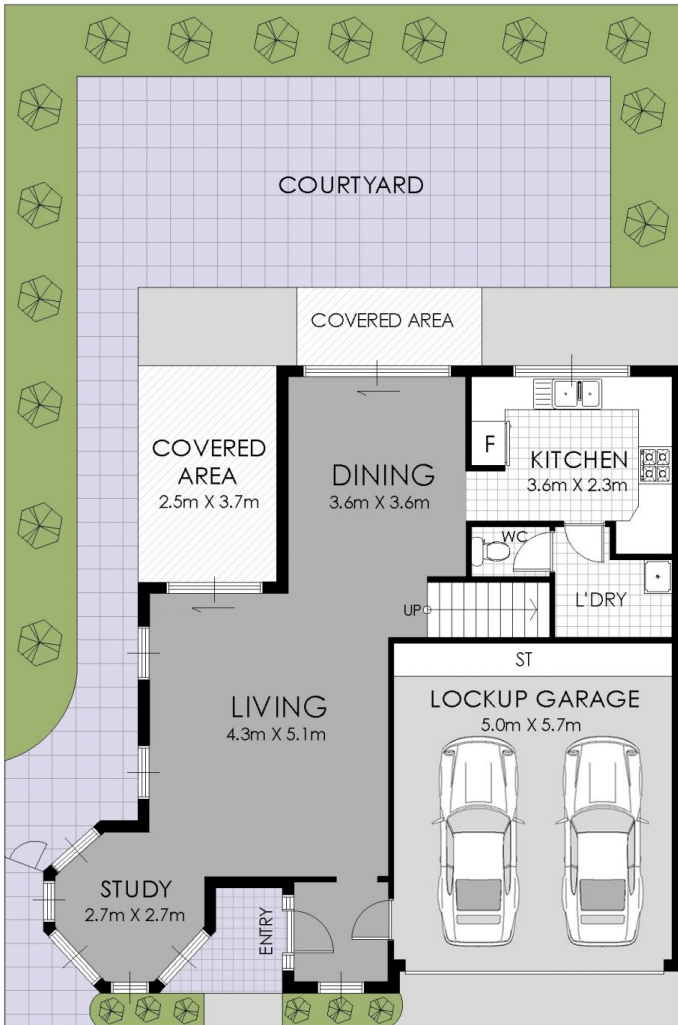 COURTYARD
COVERED AREA
COVERED
AREA
2.5m X 3.7m
DINING
3.6m X 3.6m
F
KITCHEN
3.6m X 2.3m
WC
UP
L'DRY
ST
LIVING
4.3m X 5.1m
LOCKUP GARAGE
5.0m X 5.7m
STUDY
2.7m X 2.7m
ENTRY